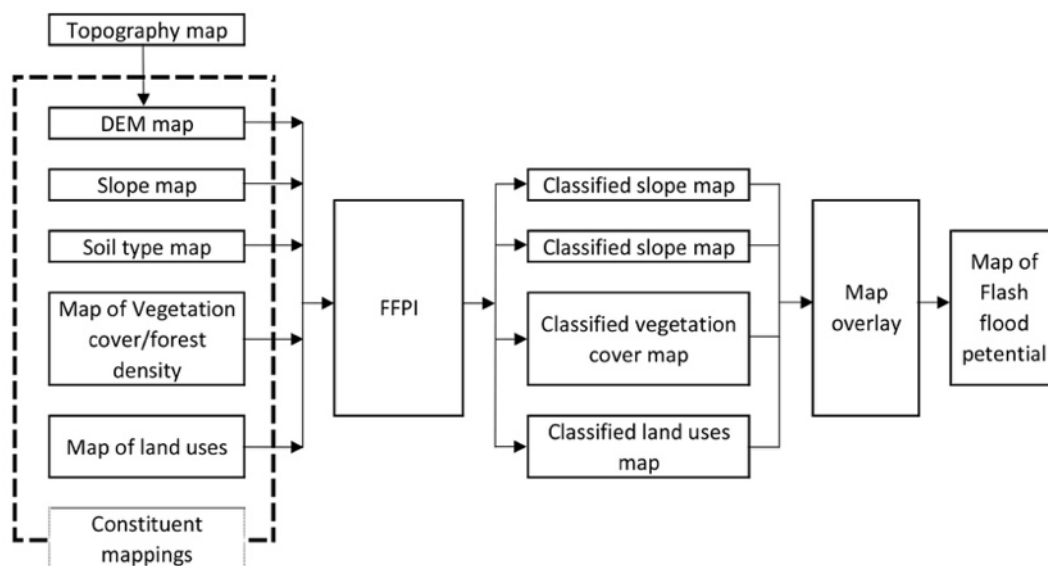 Topography map
DEM map
Slope map
Soil type map
Map of Vegetation
cover/forest
density
Map of land uses
Constituent
mappings
FFPI
Classified slope map
Classified slope map
Classified vegetation
cover map
Classified land uses
map
Map
overlay
Map of
Flash
flood
petential